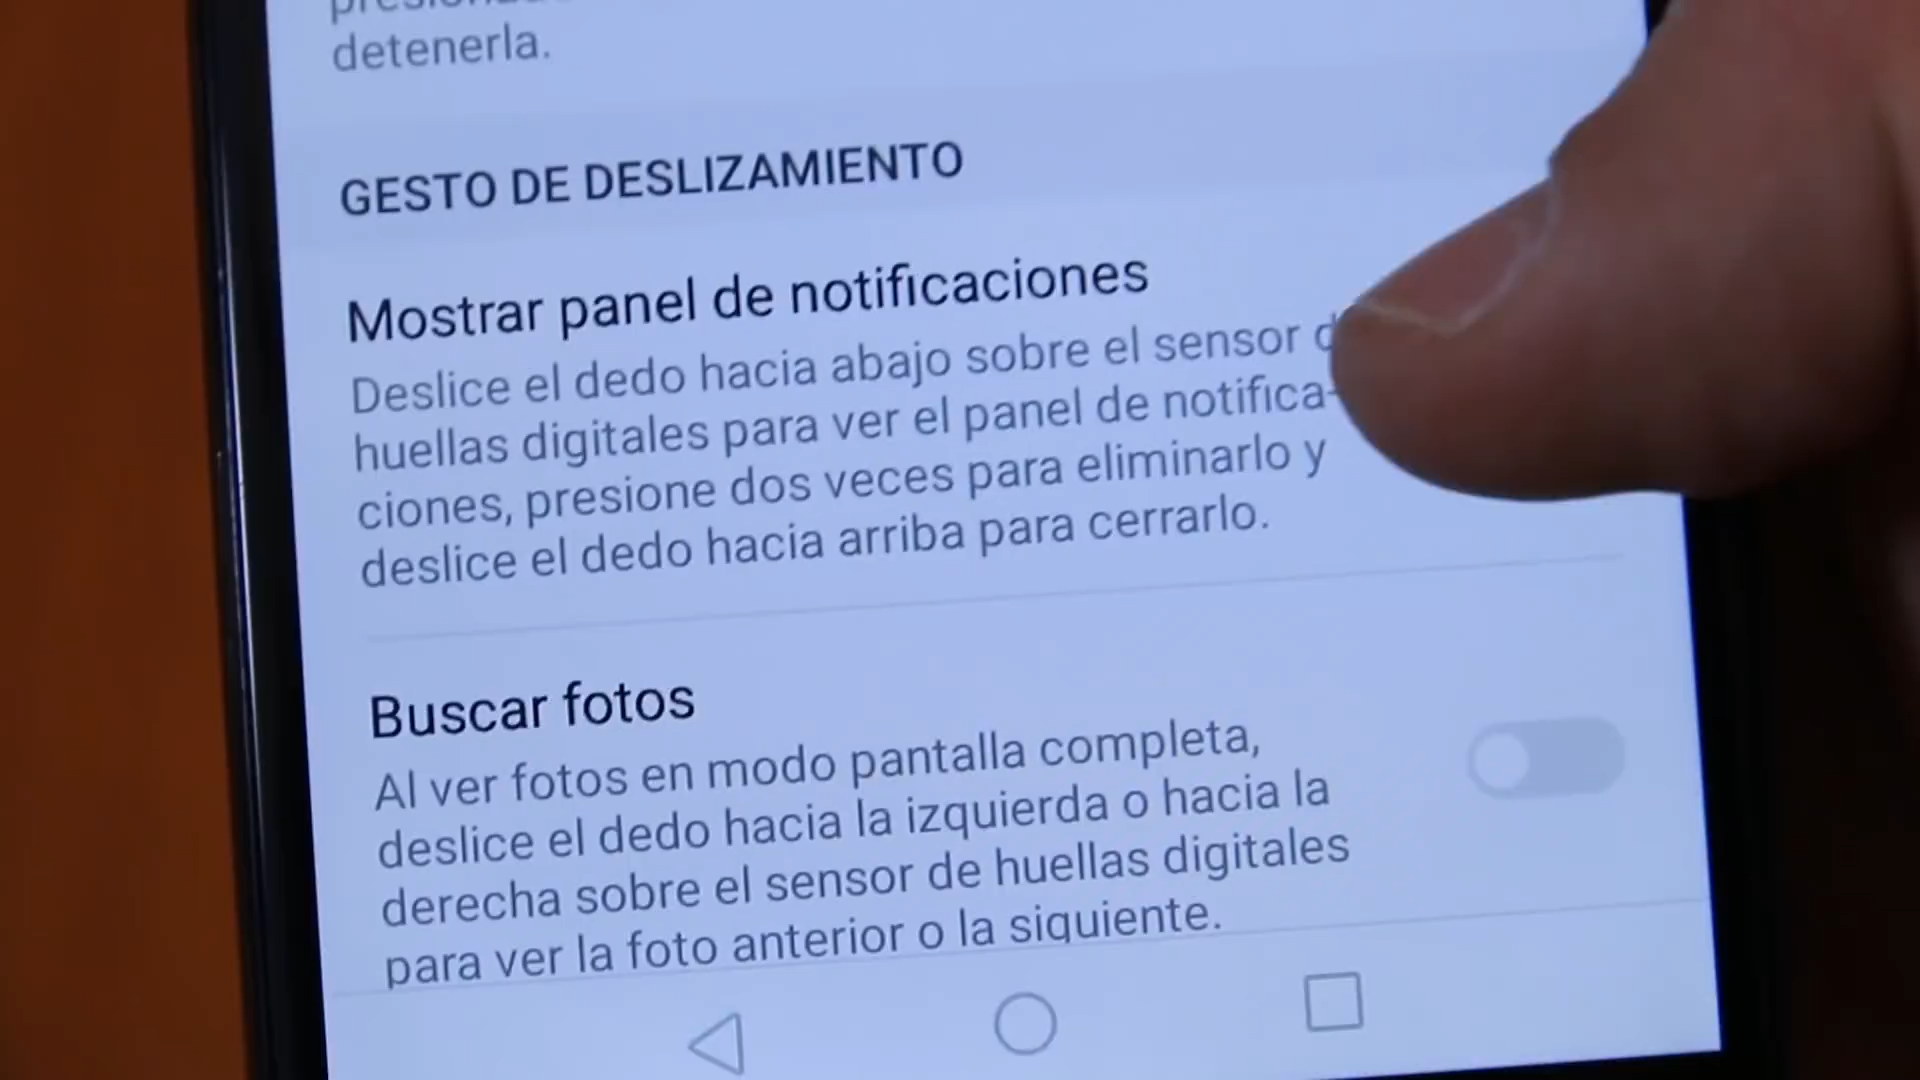 detenerla.
GESTO DE DESLIZAMIENTO
Mostrar panel de notificaciones
Deslice el dedo hacia abajo sobre el sensor
huellas digitales para ver el panel de notifica-
ciones, presione dos veces para eliminarlo y
deslice el dedo hacia arriba para cerrarlo.
Buscar fotos
Al ver fotos en modo pantalla completa,
deslice el dedo hacia la izquierda o hacia la
derecha sobre el sensor de huellas digitales
para ver la foto anterior o la siguiente.